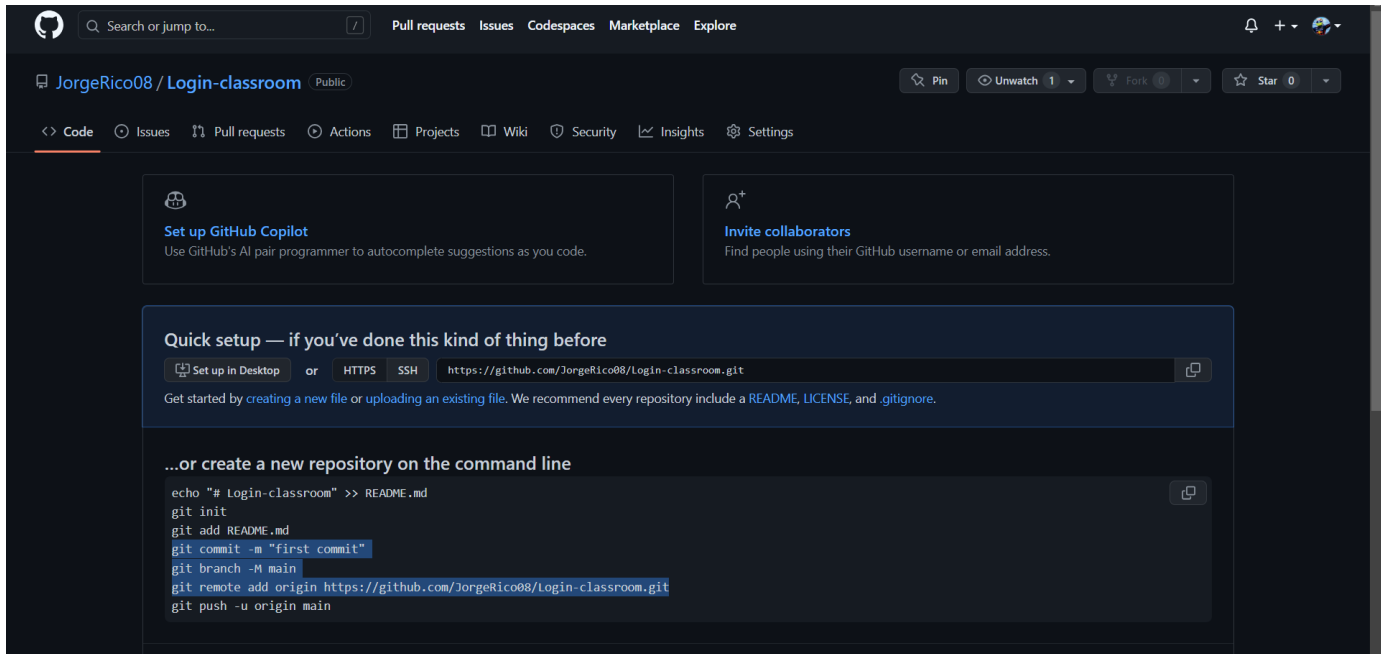 Search or jump to... / Pull requests Issues Codespaces Marketplace Explore
JorgeRico08 / Login-classroom Public Pin Unwatch 1 Fork 0 Star 0
<> Code Issues Pull requests Actions Projects Wiki Security Insights Settings
Set up GitHub Copilot
Use GitHub's AI pair programmer to autocomplete suggestions as you code.
Invite collaborators
Find people using their GitHub username or email address.
Quick setup — if you've done this kind of thing before
Set up in Desktop or HTTPS SSH https://github.com/JorgeRico08/Login-classroom.git
Get started by creating a new file or uploading an existing file. We recommend every repository include a README, LICENSE, and .gitignore.
...or create a new repository on the command line
echo "# Login-classroom" >> README.md
git init
git add README.md
git commit -m "first commit"
git branch -M main
git remote add origin https://github.com/JorgeRico08/Login-classroom.git
git push -u origin main